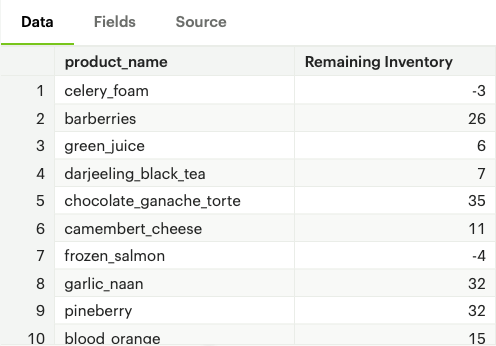 Data Fields Source
product_name Remaining Inventory
1 celery_foam -3
2 barberries 26
3 green_juice 6
4 darjeeling_black_tea 7
5 chocolate_ganache_torte 35
6 camembert_cheese 11
7 frozen_salmon -4
8 garlic_naan 32
9 pineberry 32
10 blood_orange 15